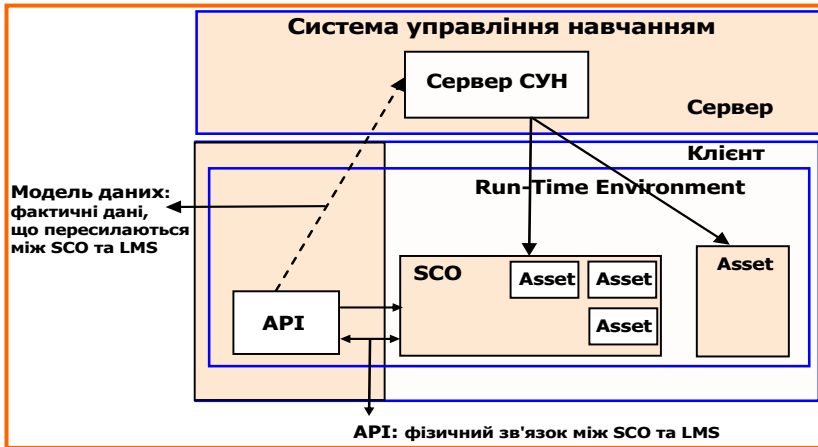 Система управління навчанням
Сервер СУН
Сервер
Клієнт
Модель даних:
фактичні дані,
що пересилаються
між SCO та LMS
Run-Time Environment
SCO
Asset
Asset
Asset
Asset
API
API: фізичний зв'язок між SCO та LMS